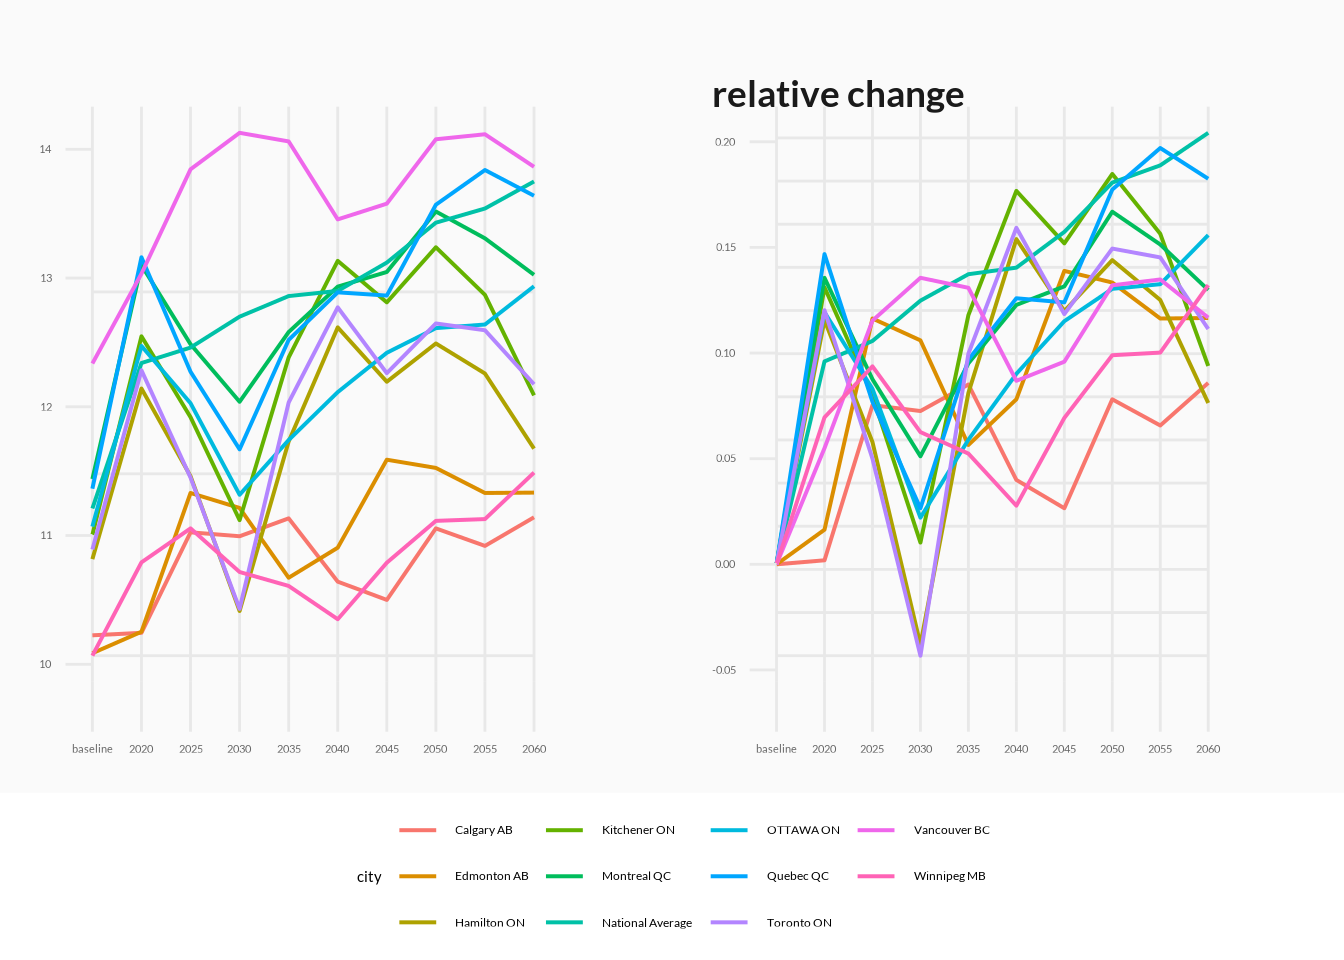 relative change
14
13
12
11
10
baseline 2020 2025 2030 2035 2040 2045 2050 2055 2060
0.20
0.15
0.10
0.05
0.00
-0.05
baseline 2020 2025 2030 2035 2040 2045 2050 2055 2060
city
Calgary AB
Edmonton AB
Hamilton ON
Kitchener ON
Montreal QC
National Average
OTTAWA ON
Quebec QC
Toronto ON
Vancouver BC
Winnipeg MB